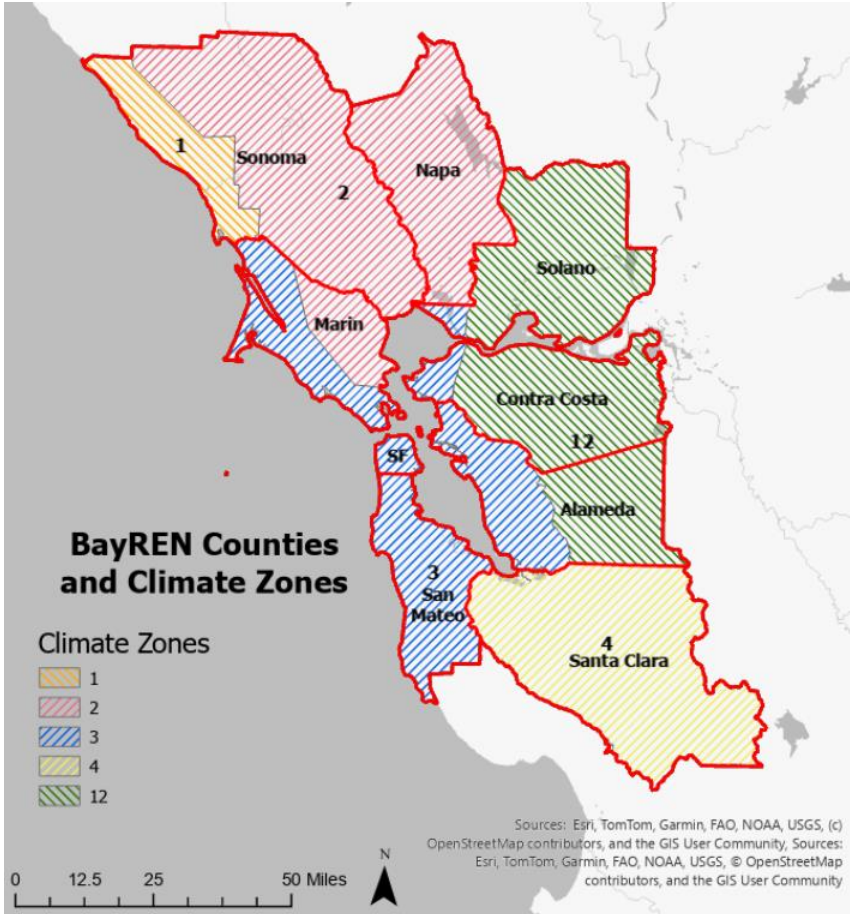 1
Sonoma
2
Napa
Solano
Marin
Contra Costa
12
SF
Alameda
BayREN Counties
and Climate Zones
3
San
Mateo
4
Santa Clara
Climate Zones
1
2
3
4
12
Sources: Esri, TomTom, Garmin, FAO, NOAA, USGS, (c)
OpenStreetMap contributors, and the GIS User Community, Sources:
Esri, TomTom, Garmin, FAO, NOAA, USGS, © OpenStreetMap
contributors, and the GIS User Community
N
0 12.5 25 50 Miles